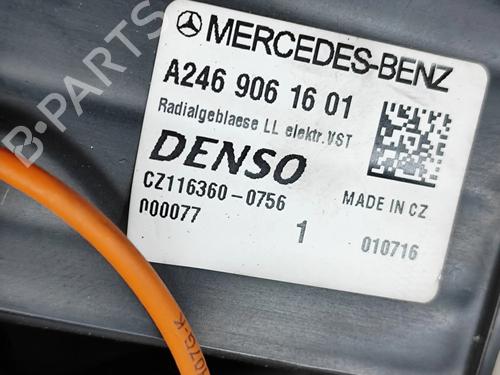 B-PARTS
MERCEDES-BENZ
A246 906 16 01
Radialgeblaese LL elektr.VST
DENSO
CZ116360-0756
MADE IN CZ
000077
1
010716